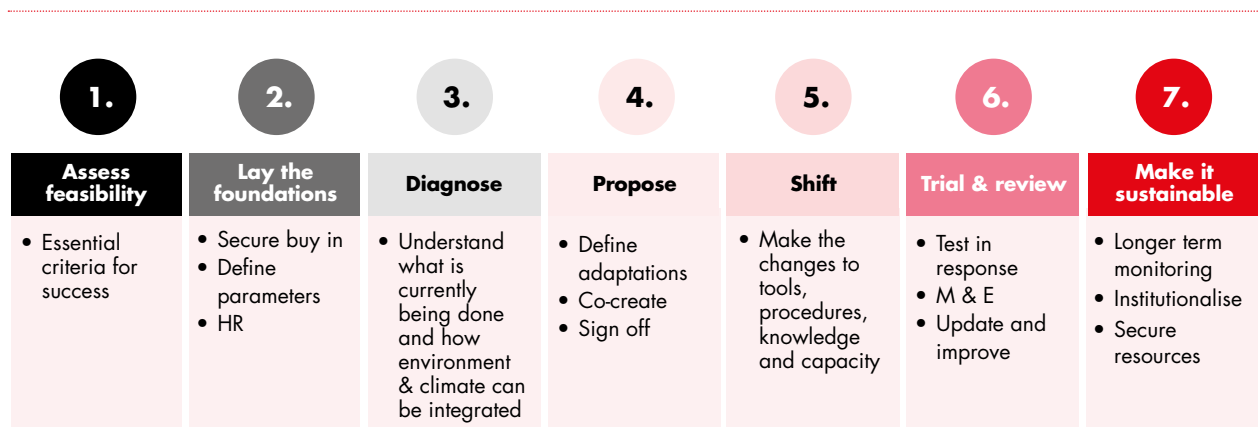 1.
2.
3.
4.
5.
6.
7.
Assess
feasibility
Lay the
foundations
Diagnose
Propose
Shift
Trial & review
Make it
sustainable
• Essential
criteria for
success
• Secure buy in
• Define
parameters
• HR
• Understand
what is
currently
being done
and how
environment
& climate can
be integrated
• Define
adaptations
• Co-create
• Sign off
• Make the
changes to
tools,
procedures,
knowledge
and capacity
• Test in
response
• M & E
• Update and
improve
• Longer term
monitoring
• Institutionalise
• Secure
resources